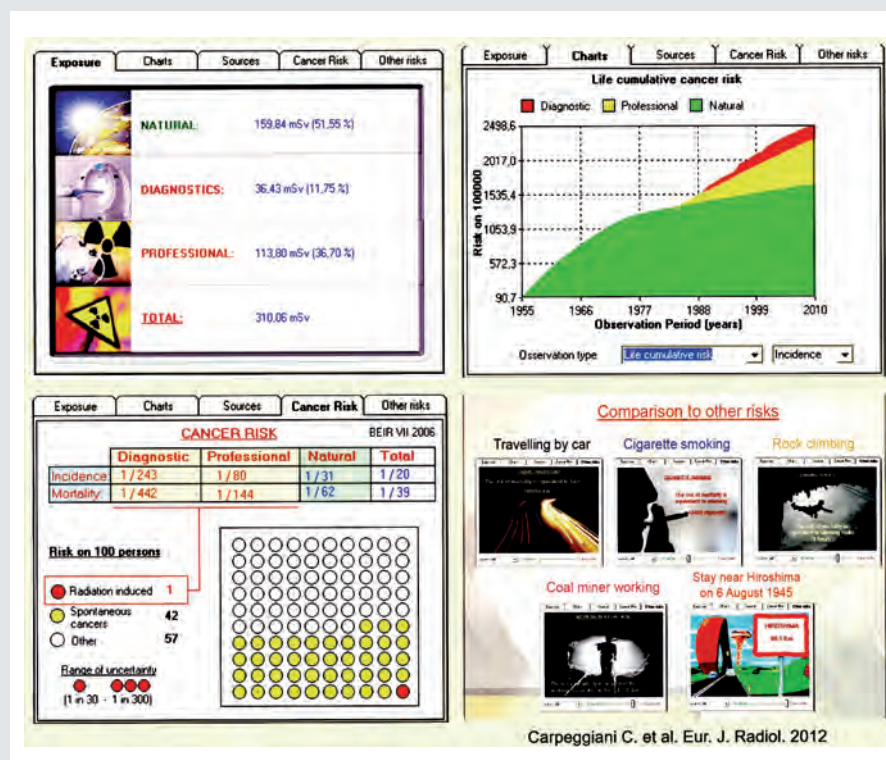 Exposure Charts Sources Cancer Risk Other risks
NATURAL: 159,84 mSv (51,55 %)
DIAGNOSTICS: 36,43 mSv (11,75 %)
PROFESSIONAL: 113,80 mSv (36,70 %)
TOTAL: 310,06 mSv
Exposure Charts Sources Cancer Risk Other risks
Life cumulative cancer risk
Diagnostic Professional Natural
Risk on 100000
2498,6
2017,0
1535,4
1053,9
572,3
90,7
1955 1966 1977 1988 1999 2010
Observation Period [years]
Osservation type Life cumulative risk Incidence
Exposure Charts Sources Cancer Risk Other risks
CANCER RISK BEIR VII 2006
Diagnostic Professional Natural Total
Incidence: 1/243 1/80 1/31 1/20
Mortality: 1/442 1/144 1/62 1/39
Risk on 100 persons
Radiation induced 1
Spontaneous 42
cancers
Other 57
Range of uncertainty
(1 in 30 - 1 in 300)
Comparison to other risks
Travelling by car Cigarette smoking Rock climbing
Coal miner working
Stay near Hiroshima
on 6 August 1945
HIROSHIMA
Carpeggiani C. et al. Eur. J. Radiol. 2012